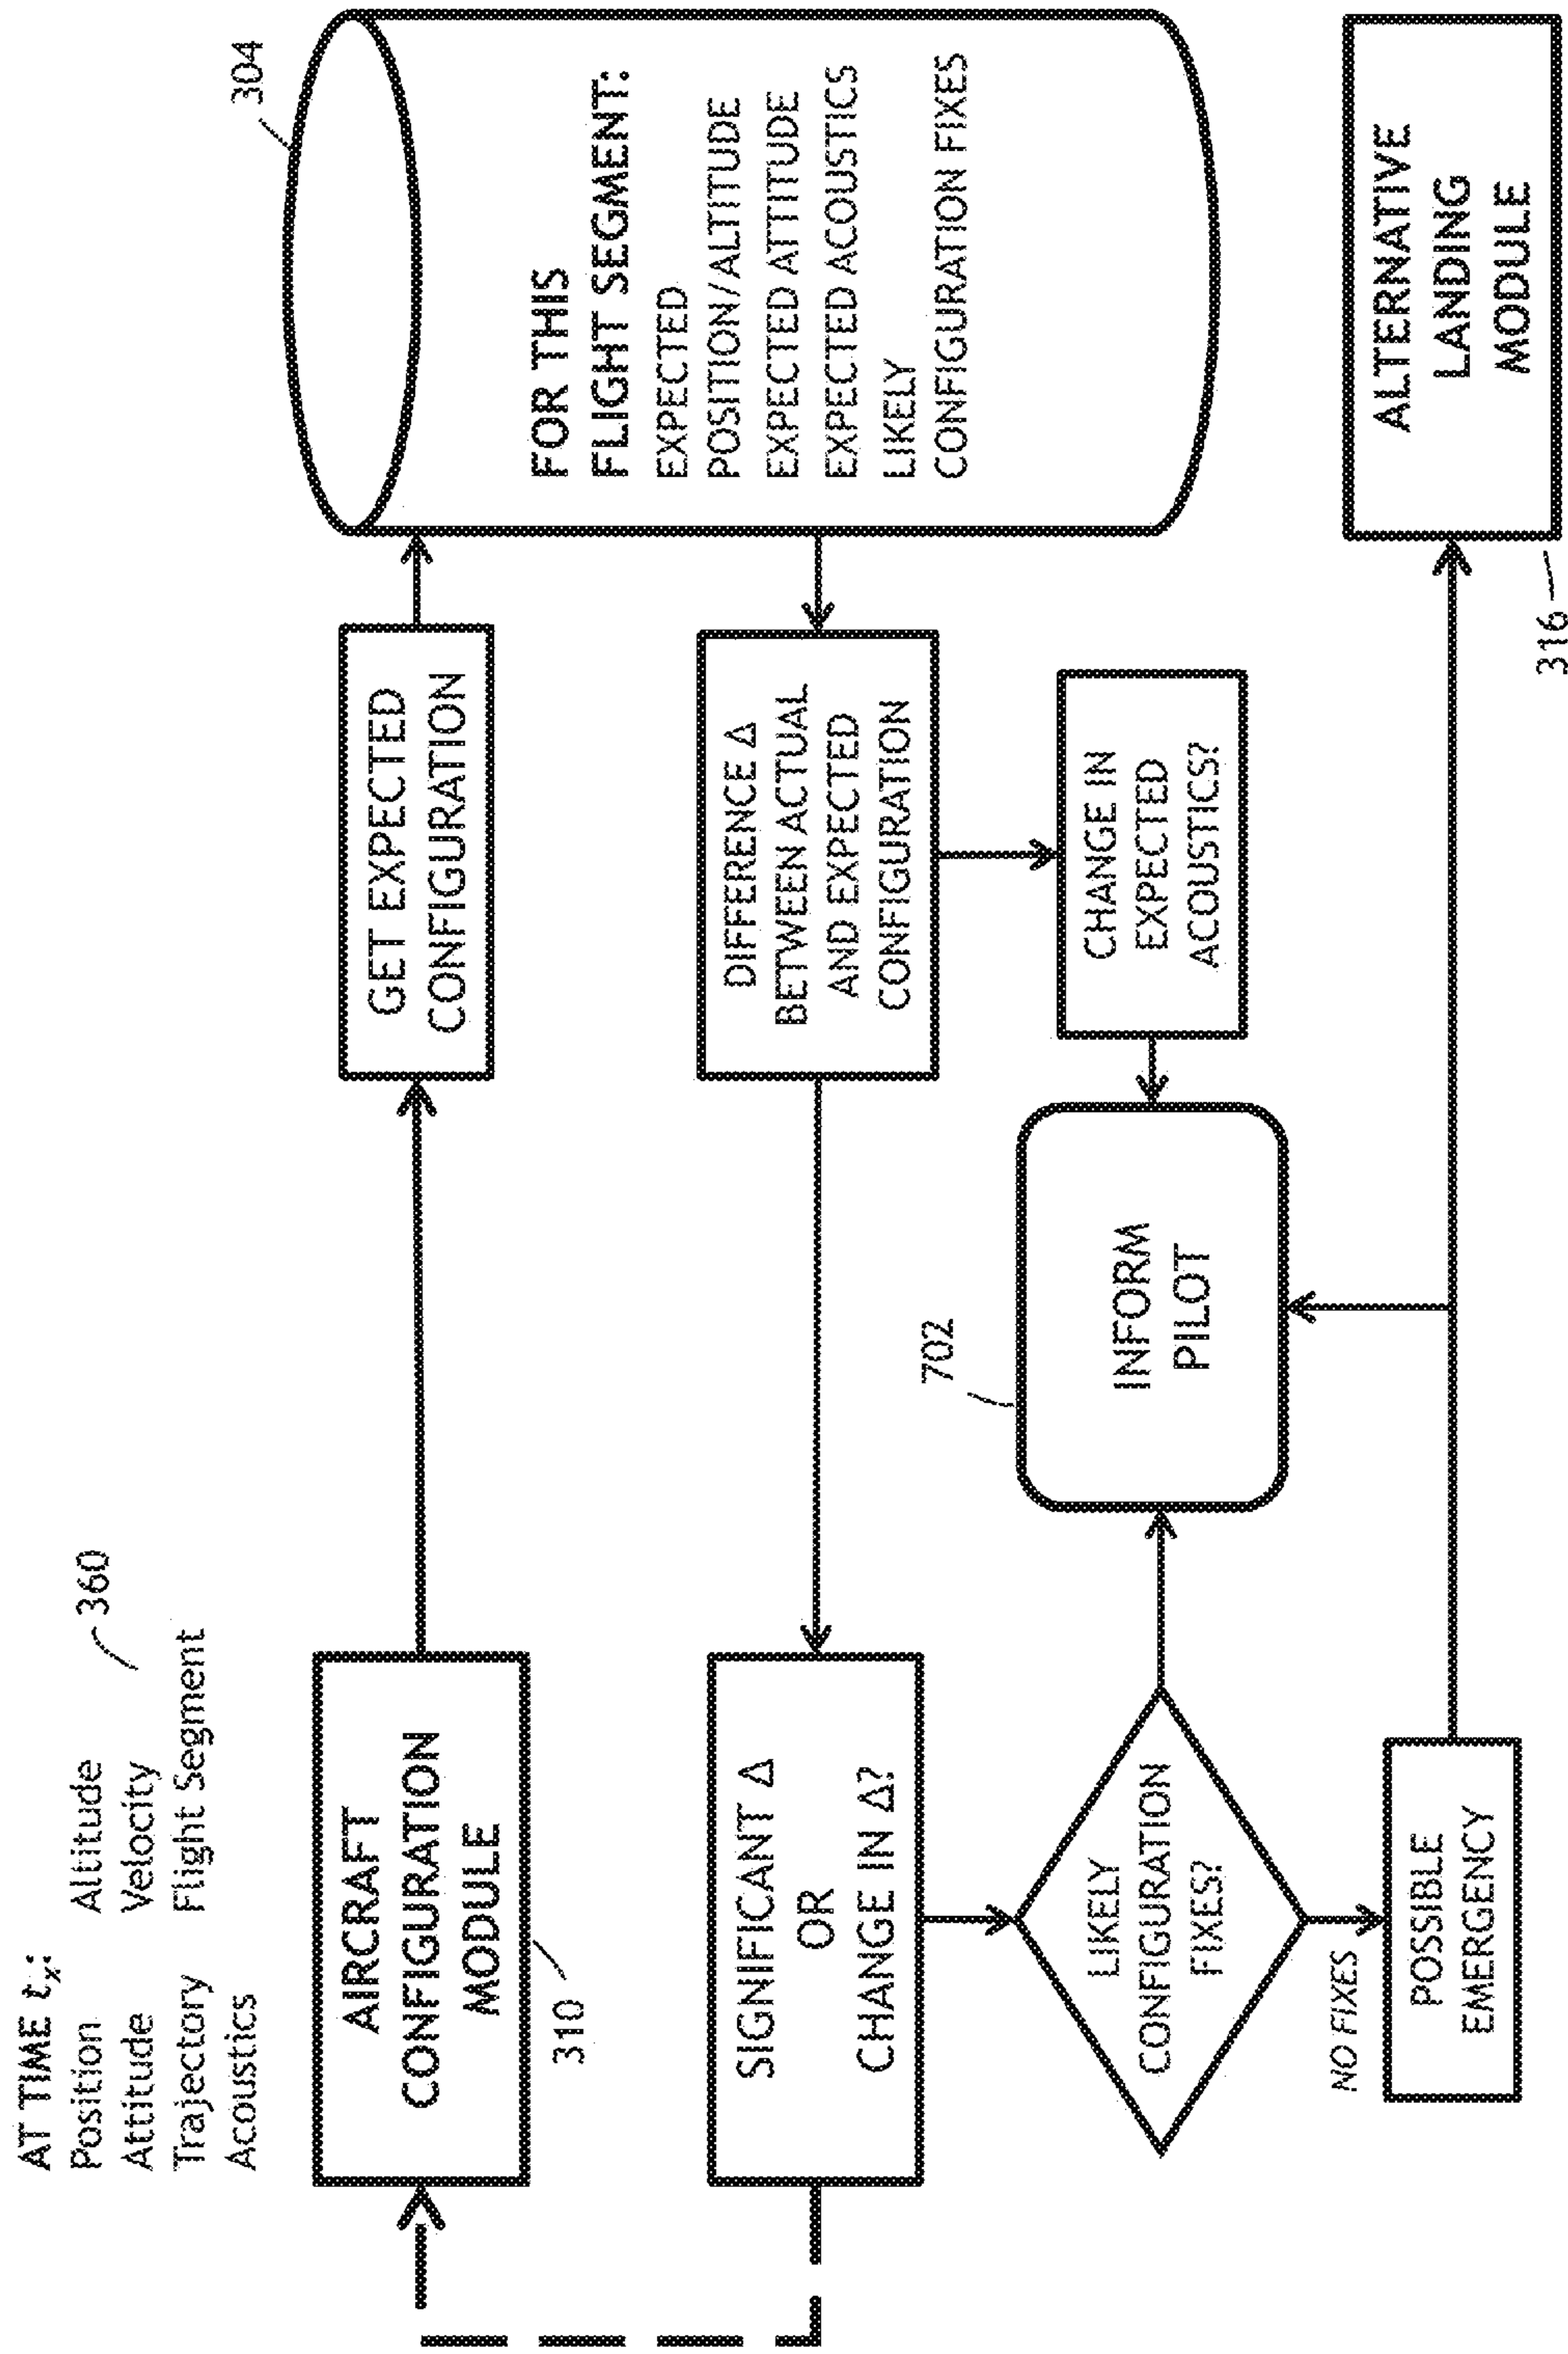 AT TIME tx:
Position Altitude
Attitude Velocity
Trajectory Flight Segment
Acoustics
360
304
AIRCRAFT
CONFIGURATION
MODULE
310
GET EXPECTED
CONFIGURATION
FOR THIS
FLIGHT SEGMENT:
EXPECTED
POSITION/ALTITUDE
EXPECTED ATTITUDE
EXPECTED ACOUSTICS
LIKELY
CONFIGURATION FIXES
SIGNIFICANT Δ
OR
CHANGE IN Δ?
DIFFERENCE Δ
BETWEEN ACTUAL
AND EXPECTED
CONFIGURATION
702
LIKELY
CONFIGURATION
FIXES?
INFORM
PILOT
CHANGE IN
EXPECTED
ACOUSTICS?
NO FIXES
POSSIBLE
EMERGENCY
ALTERNATIVE
LANDING
MODULE
316